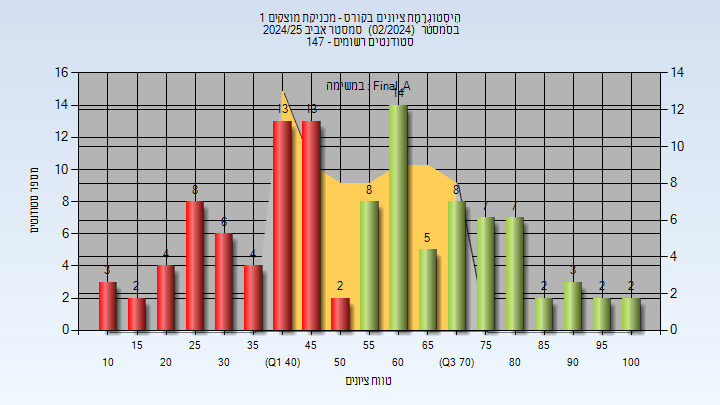 היסטוגרמת ציונים בקורס - מכניקת מוצקים 1
בסמסטר (02/2024) סמסטר אביב 2024/25
סטודנטים רשומים - 147
במשימה : Final_A
מספר סטודנטים
16 14 12 10 8 6 4 2 0
14 12 10 8 6 4 2 0
3 2 4 8 6 4 13 13 2 8 14 5 8 7 7 2 3 2 2
15 25 35 45 55 65 75 85 95
10 20 30 (Q1 40) 50 60 (Q3 70) 80 90 100
טווח ציונים